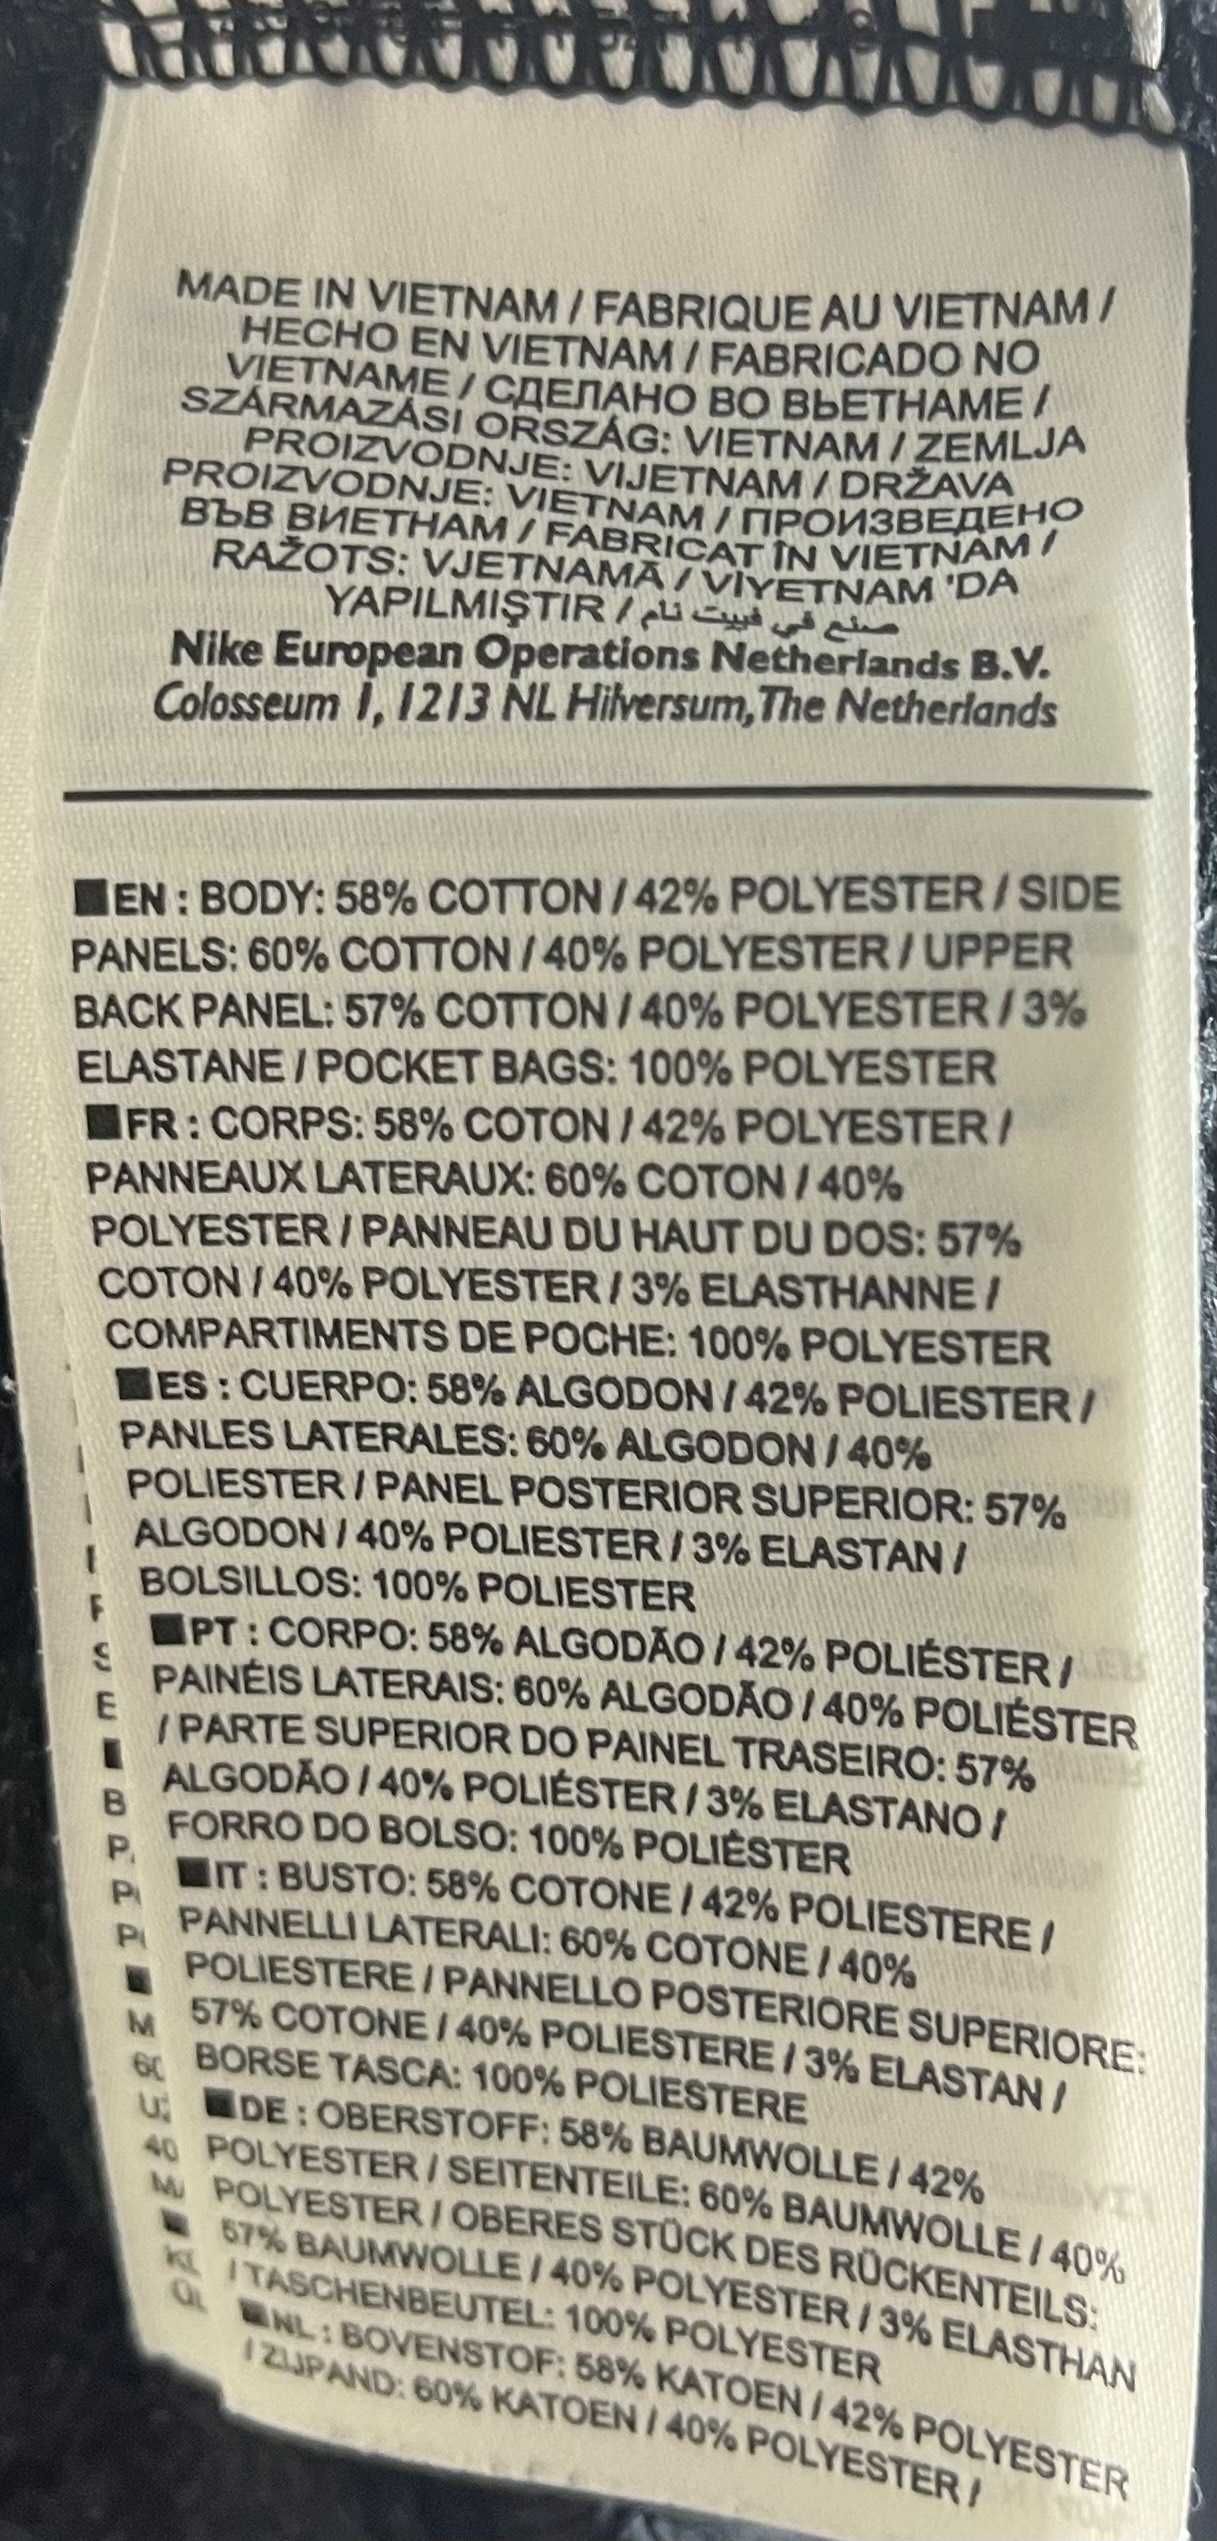 MADE IN VIETNAM / FABRIQUE AU VIETNAM /
HECHO EN VIETNAM / FABRICADO NO
VIETNAME / СДЕЛАНО ВО ВЬЕТНАМЕ /
SZÁRMAZÁSI ORSZÁG: VIETNAM / ZEMLJA
PROIZVODNJE: VIJETNAM / DRŽAVA
PROIZVODNJE: VIETNAM / ПРОИЗВЕДЕНО
ВЪВ ВИЕТНАМ / FABRICAT ÎN VIETNAM /
RAŽOTS: VJETNAMĀ / VİYETNAM 'DA
YAPILMIŞTIR / صنع في فييت نام
Nike European Operations Netherlands B.V.
Colosseum 1, 1213 NL Hilversum, The Netherlands
■EN : BODY: 58% COTTON / 42% POLYESTER / SIDE
PANELS: 60% COTTON / 40% POLYESTER / UPPER
BACK PANEL: 57% COTTON / 40% POLYESTER / 3%
ELASTANE / POCKET BAGS: 100% POLYESTER
■FR : CORPS: 58% COTON / 42% POLYESTER /
PANNEAUX LATERAUX: 60% COTON / 40%
POLYESTER / PANNEAU DU HAUT DU DOS: 57%
COTON / 40% POLYESTER / 3% ELASTHANNE /
COMPARTIMENTS DE POCHE: 100% POLYESTER
■ES : CUERPO: 58% ALGODON / 42% POLIESTER /
PANLES LATERALES: 60% ALGODON / 40%
POLIESTER / PANEL POSTERIOR SUPERIOR: 57%
ALGODON / 40% POLIESTER / 3% ELASTAN /
BOLSILLOS: 100% POLIESTER
■PT : CORPO: 58% ALGODÃO / 42% POLIÉSTER /
PAINÉIS LATERAIS: 60% ALGODÃO / 40% POLIÉSTER
/ PARTE SUPERIOR DO PAINEL TRASEIRO: 57%
ALGODÃO / 40% POLIÉSTER / 3% ELASTANO /
FORRO DO BOLSO: 100% POLIÉSTER
■IT : BUSTO: 58% COTONE / 42% POLIESTERE /
PANNELLI LATERALI: 60% COTONE / 40%
POLIESTERE / PANNELLO POSTERIORE SUPERIORE:
57% COTONE / 40% POLIESTERE / 3% ELASTAN /
BORSE TASCA: 100% POLIESTERE
■DE : OBERSTOFF: 58% BAUMWOLLE / 42%
POLYESTER / SEITENTEILE: 60% BAUMWOLLE / 40%
POLYESTER / OBERES STÜCK DES RÜCKENTEILS:
57% BAUMWOLLE / 40% POLYESTER / 3% ELASTHAN
/ TASCHENBEUTEL: 100% POLYESTER
■NL : BOVENSTOF: 58% KATOEN / 42% POLYESTER
/ ZIJPAND: 60% KATOEN / 40% POLYESTER /